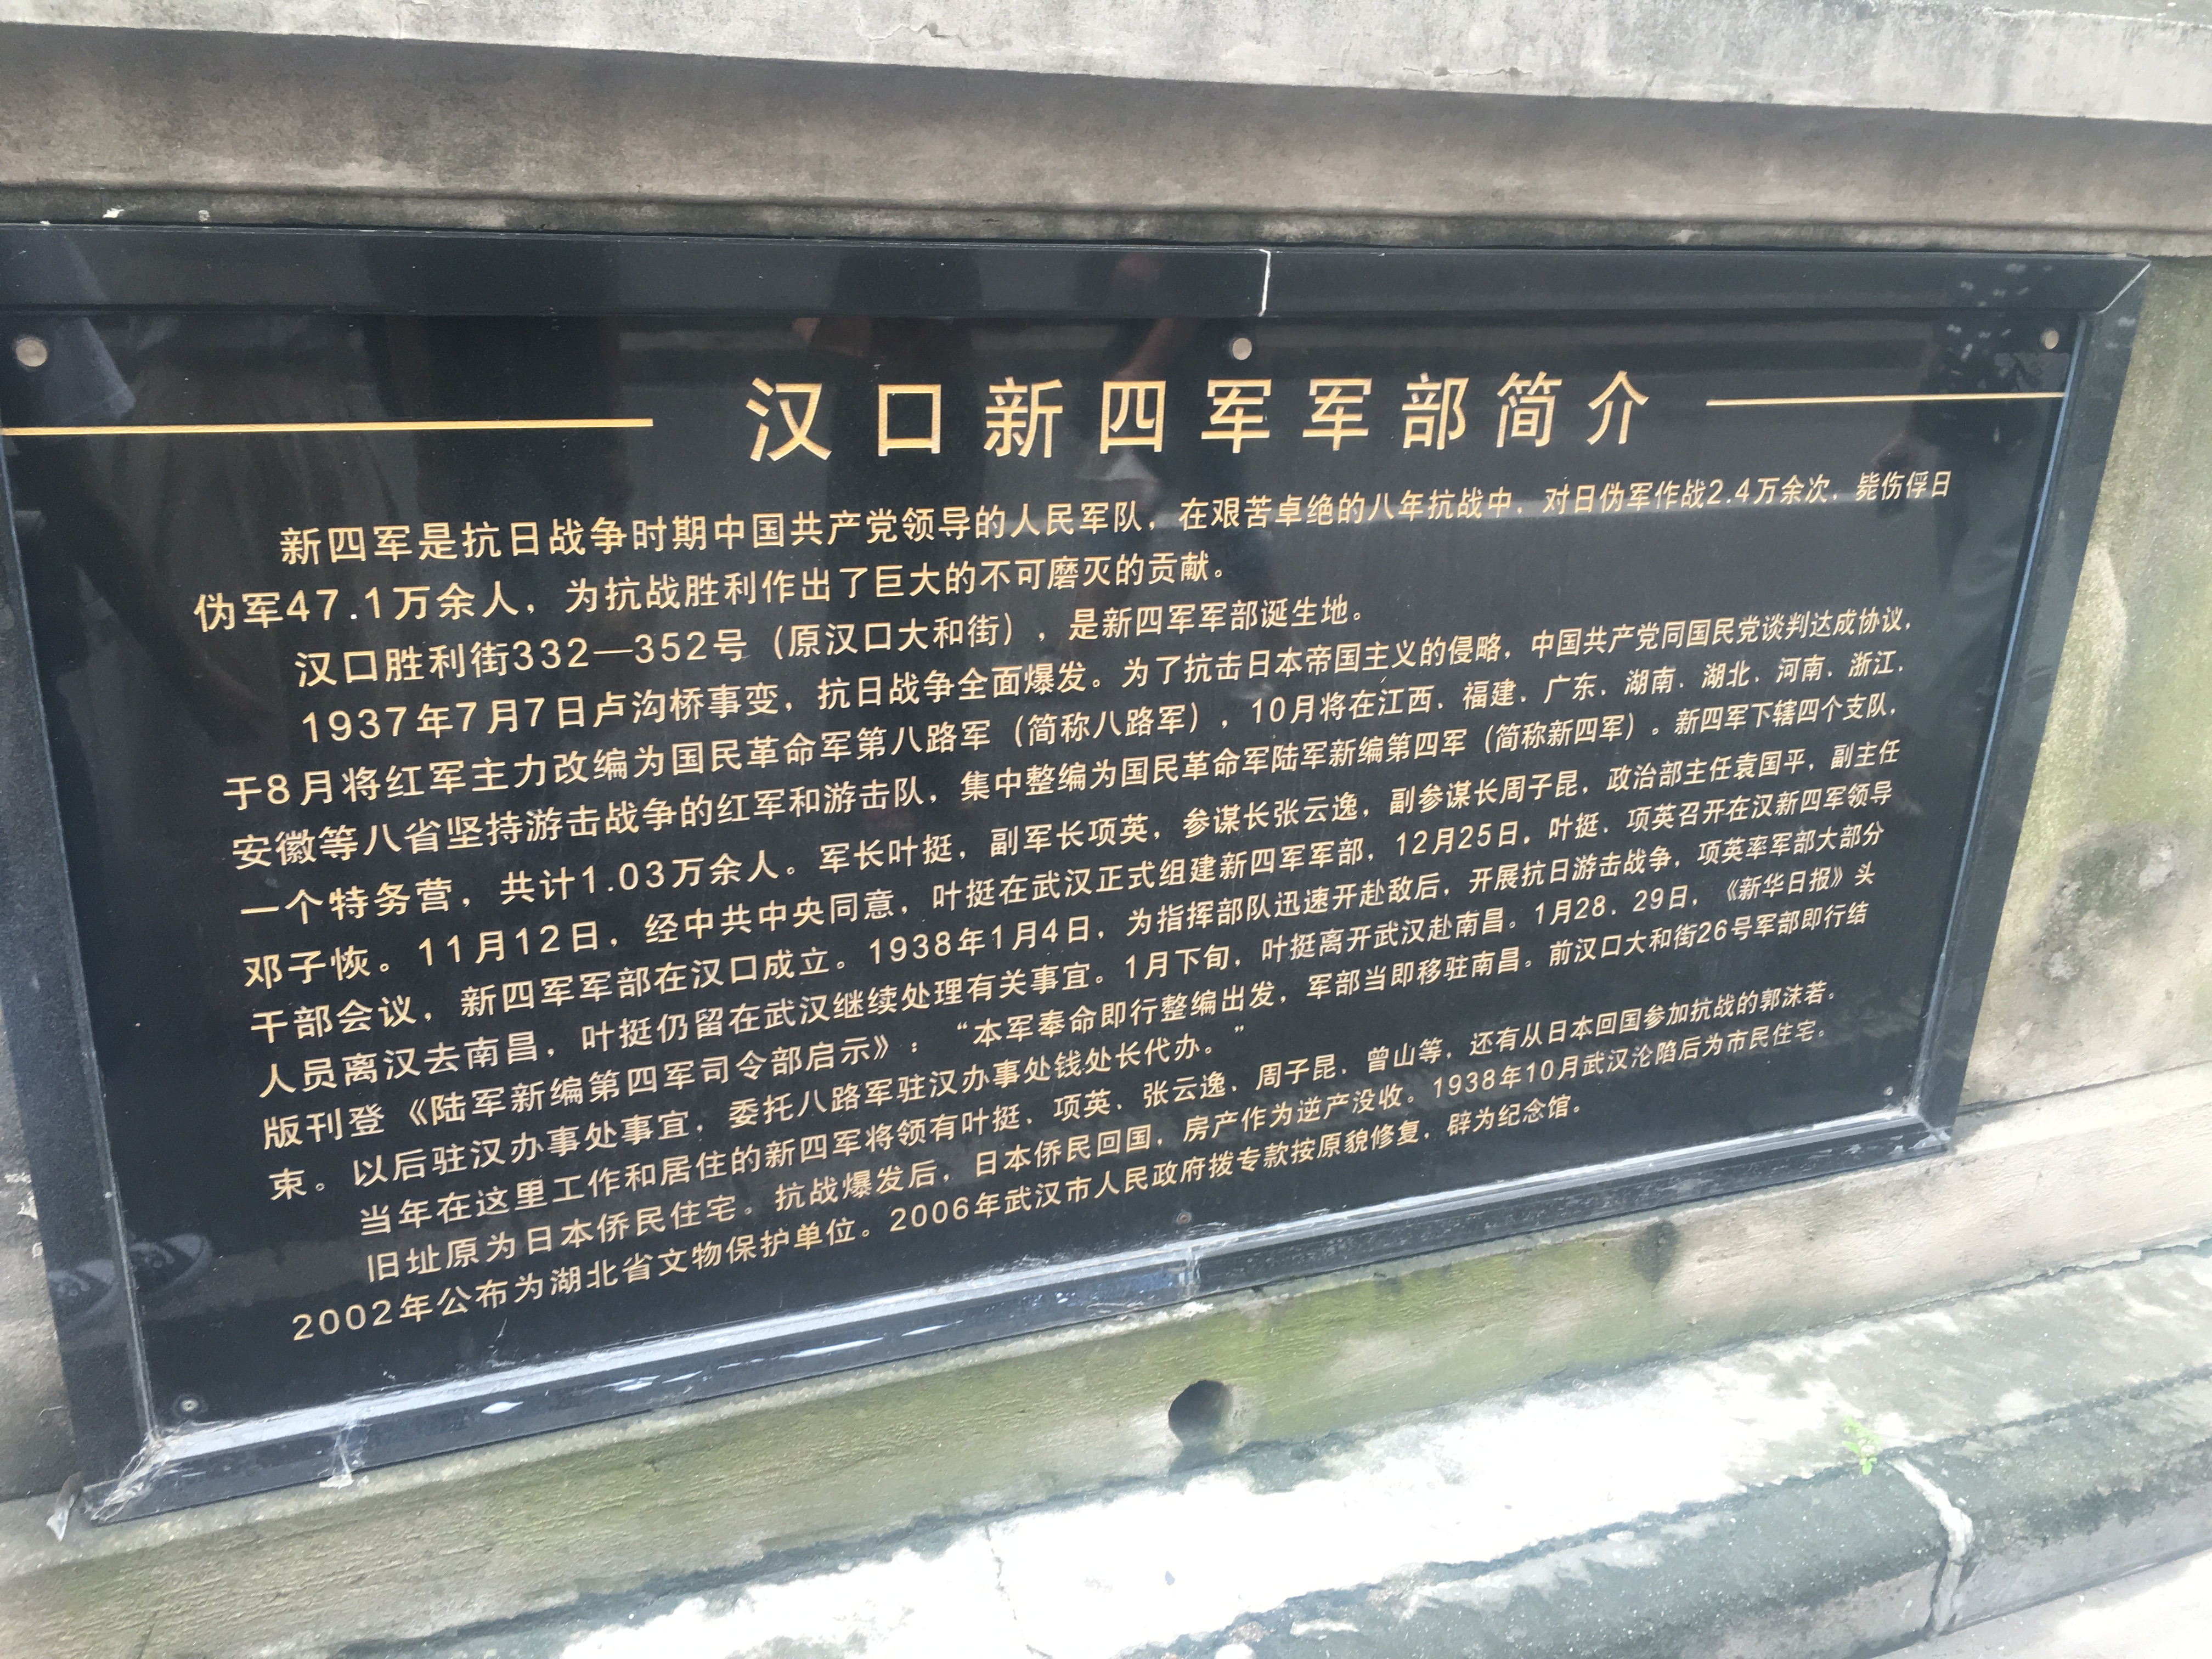 汉口新四军军部简介
新四军是抗日战争时期中国共产党领导的人民军队，在艰苦卓绝的八年抗战中，对日伪军作战2.4万余次，毙伤俘日
伪军47.1万余人，为抗战胜利作出了巨大的不可磨灭的贡献。
汉口胜利街332—352号（原汉口大和街），是新四军军部诞生地。
1937年7月7日卢沟桥事变，抗日战争全面爆发。为了抗击日本帝国主义的侵略，中国共产党同国民党谈判达成协议，
于8月将红军主力改编为国民革命军第八路军（简称八路军），10月将在江西、福建、广东、湖南、湖北、河南、浙江、
安徽等八省坚持游击战争的红军和游击队，集中整编为国民革命军陆军新编第四军（简称新四军）。新四军下辖四个支队，
一个特务营，共计1.03万余人。军长叶挺，副军长项英，参谋长张云逸，副参谋长周子昆，政治部主任袁国平，副主任
邓子恢。11月12日，经中共中央同意，叶挺在武汉正式组建新四军军部，12月25日，叶挺、项英召开在汉新四军领导
干部会议，新四军军部在汉口成立。1938年1月4日，为指挥部队迅速开赴敌后，开展抗日游击战争，项英率军部大部分
人员离汉去南昌，叶挺仍留在武汉继续处理有关事宜。1月下旬，叶挺离开武汉赴南昌。1月28、29日，《新华日报》头
版刊登《陆军新编第四军司令部启示》：“本军奉命即行整编出发，军部当即移驻南昌。前汉口大和街26号军部即行结
束。以后驻汉办事处事宜，委托八路军驻汉办事处钱处长代办。”
当年在这里工作和居住的新四军将领有叶挺、项英、张云逸、周子昆、曾山等，还有从日本回国参加抗战的郭沫若。
旧址原为日本侨民住宅。抗战爆发后，日本侨民回国，房产作为逆产没收。1938年10月武汉沦陷后为市民住宅。
2002年公布为湖北省文物保护单位。2006年武汉市人民政府拨专款按原貌修复，辟为纪念馆。